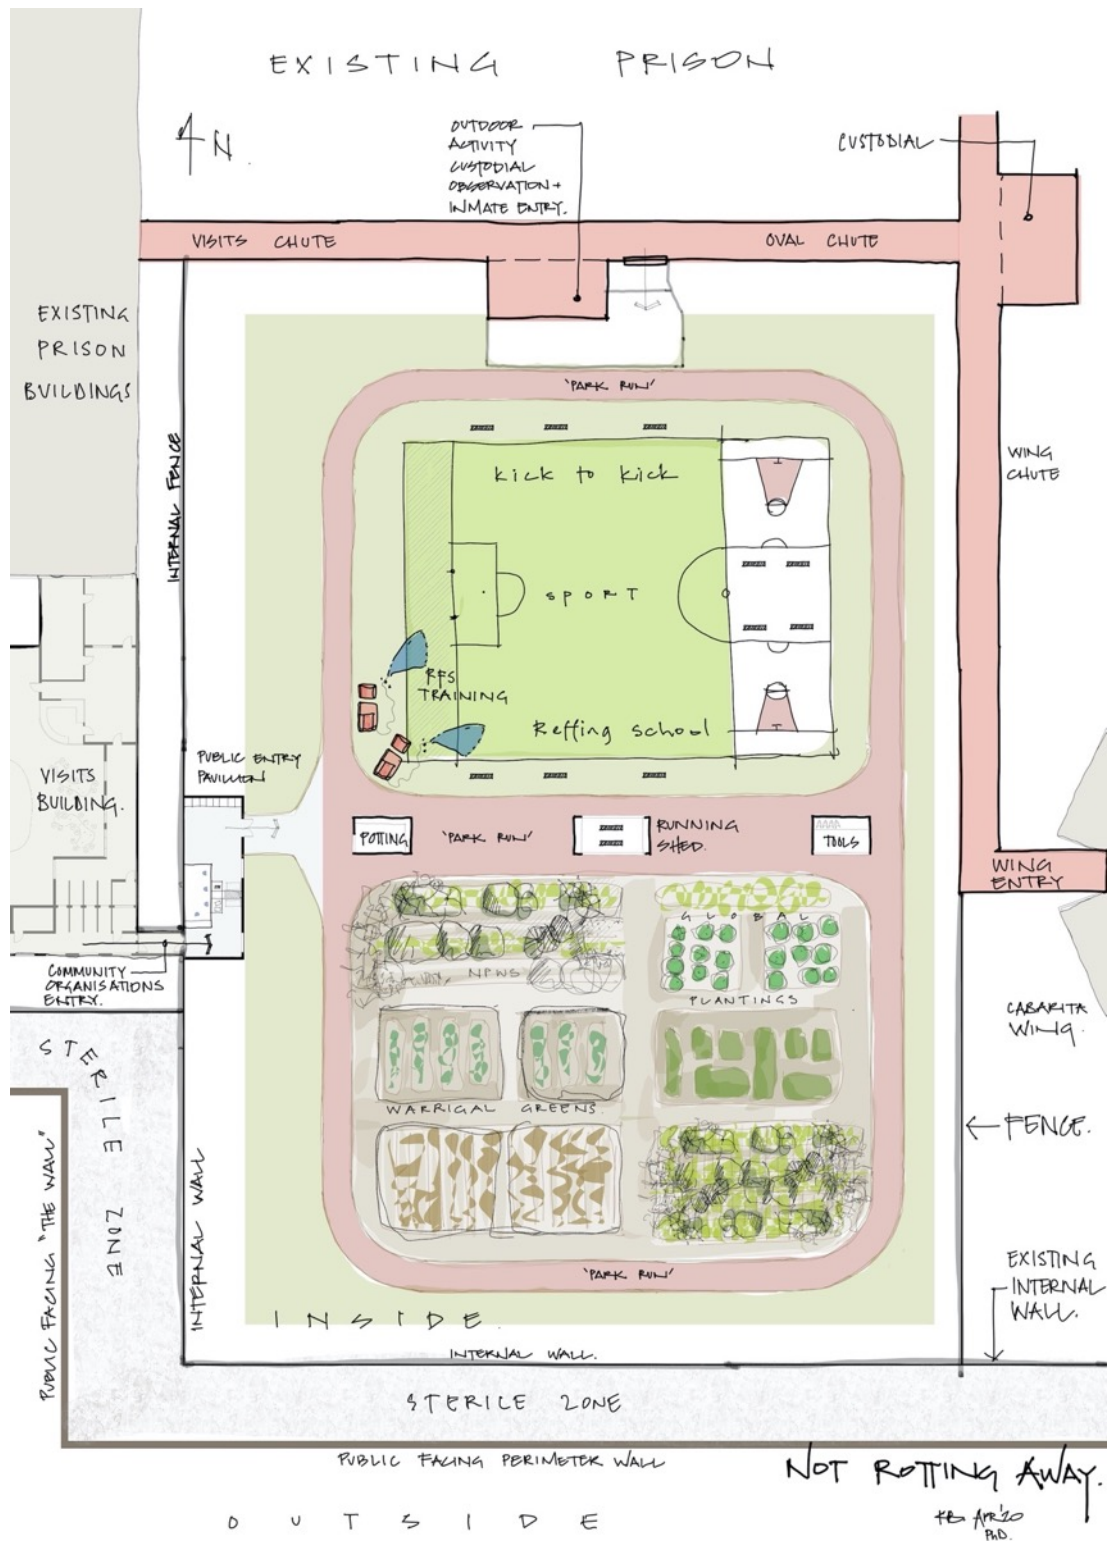 EXISTING PRISON
N.
OUTDOOR
ACTIVITY
CUSTODIAL
OBSERVATION +
INMATE ENTRY.
CUSTODIAL
VISITS CHUTE
OVAL CHUTE
EXISTING
PRISON
BUILDINGS
INTERNAL FENCE
'PARK RUN'
WING
CHUTE
kick to kick
SPORT
RFS
TRAINING
Reffing school
PUBLIC ENTRY
PAVILLION
VISITS
BUILDING.
POTTING
'PARK RUN'
RUNNING
SHED.
TOOLS
WING
ENTRY
COMMUNITY
ORGANISATIONS
ENTRY.
NPWS
GLOBAL
PLANTINGS
CABARITA
WING.
WARRIGAL GREENS.
← FENCE.
STERILE ZONE
PUBLIC FACING "THE WALL"
INTERNAL WALL
EXISTING
INTERNAL
WALL.
'PARK RUN'
INSIDE.
INTERNAL WALL.
STERILE ZONE
PUBLIC FACING PERIMETER WALL
NOT ROTTING AWAY.
OUTSIDE
KB APR'20
PhD.